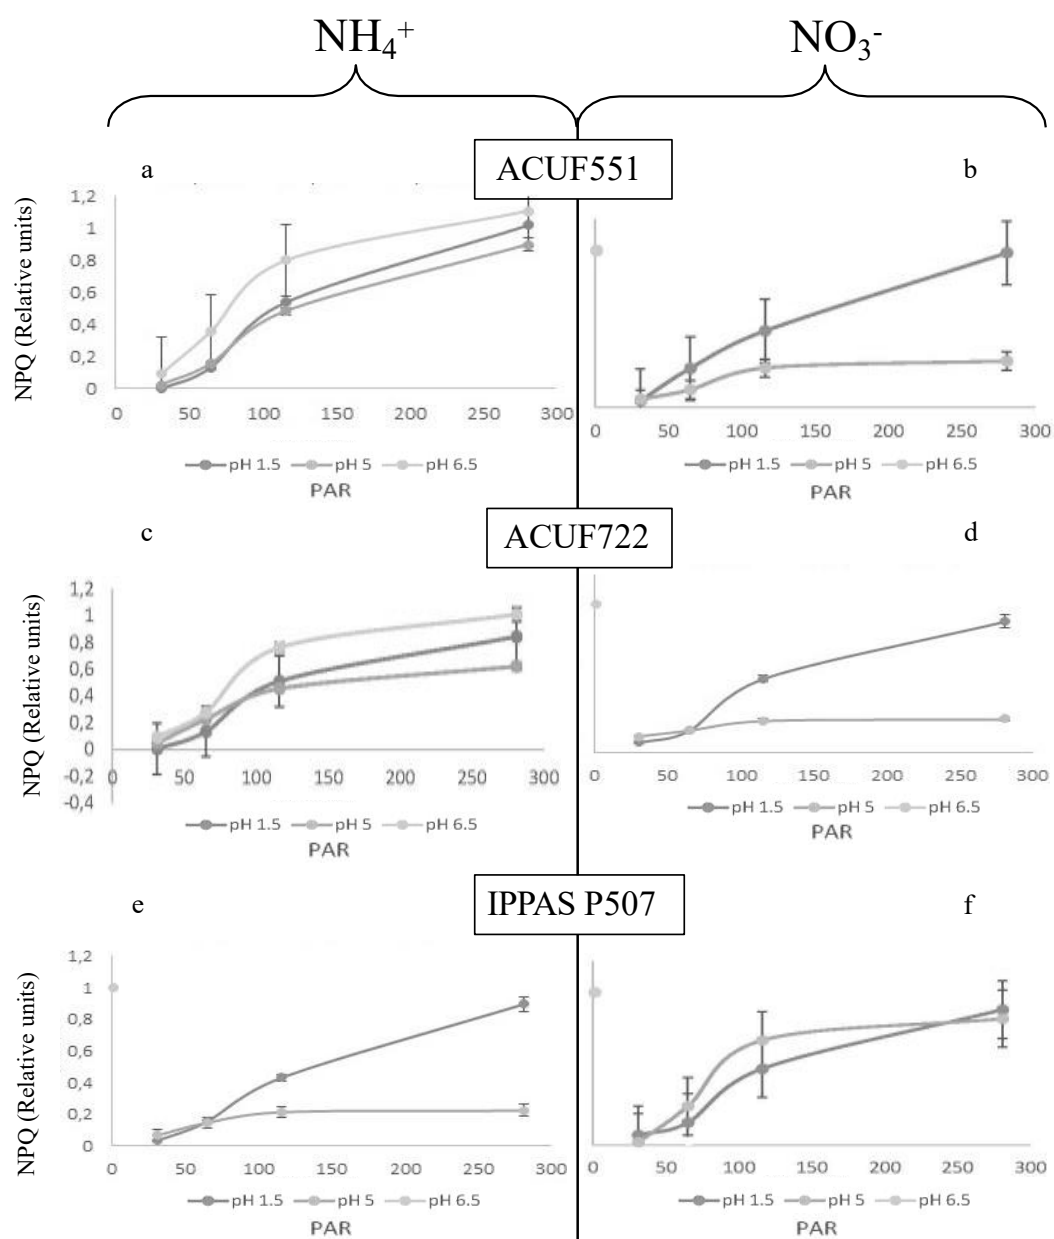 NH₄⁺ NO₃⁻
ACUF551
a b
NPQ (Relative units)
1,2
1
0,8
0,6
0,4
0,2
0
0 50 100 150 200 250 300
0 50 100 150 200 250 300
pH 1.5 pH 5 pH 6.5
pH 1.5 pH 5 pH 6.5
PAR
PAR
ACUF722
c d
NPQ (Relative units)
1,2
1
0,8
0,6
0,4
0,2
0
-0,2
-0,4
0 50 100 150 200 250 300
0 50 100 150 200 250 300
pH 1.5 pH 5 pH 6.5
pH 1.5 pH 5 pH 6.5
PAR
PAR
IPPAS P507
e f
NPQ (Relative units)
1,2
1
0,8
0,6
0,4
0,2
0
0 50 100 150 200 250 300
0 50 100 150 200 250 300
pH 1.5 pH 5 pH 6.5
pH 1.5 pH 5 pH 6.5
PAR
PAR